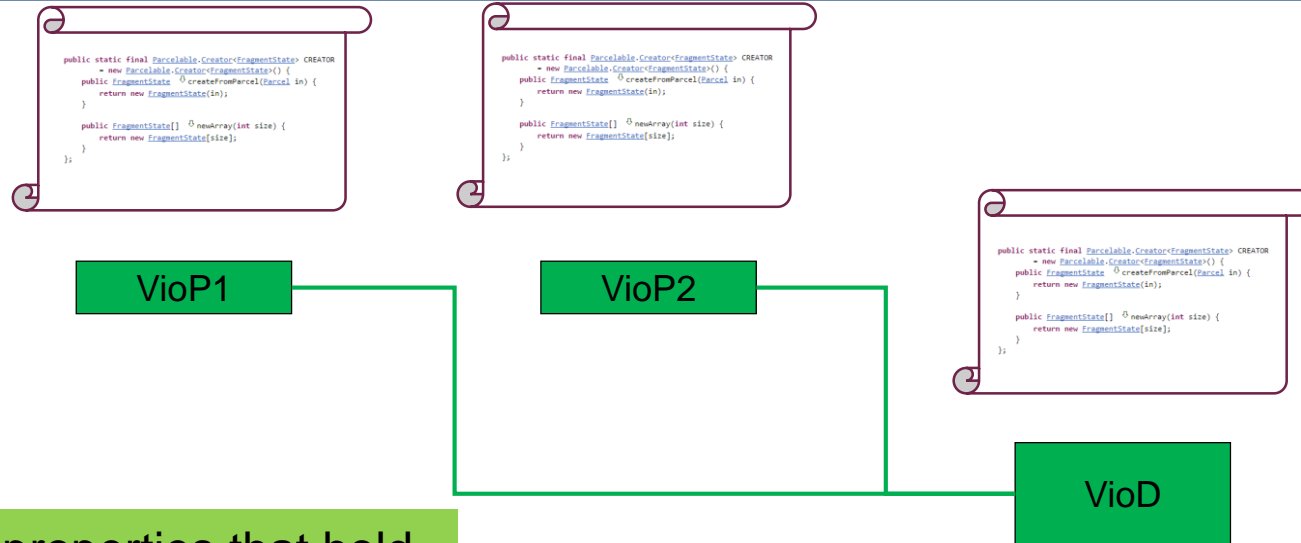 public static final Parcelable.Creator<FragmentState> CREATOR
= new Parcelable.Creator<FragmentState>() {
public FragmentState createFromParcel(Parcel in) {
return new FragmentState(in);
}
public FragmentState[] newArray(int size) {
return new FragmentState[size];
}
};
public static final Parcelable.Creator<FragmentState> CREATOR
= new Parcelable.Creator<FragmentState>() {
public FragmentState createFromParcel(Parcel in) {
return new FragmentState(in);
}
public FragmentState[] newArray(int size) {
return new FragmentState[size];
}
};
public static final Parcelable.Creator<FragmentState> CREATOR
= new Parcelable.Creator<FragmentState>() {
public FragmentState createFromParcel(Parcel in) {
return new FragmentState(in);
}
public FragmentState[] newArray(int size) {
return new FragmentState[size];
}
};
VioP1
VioP2
VioD
properties that hold